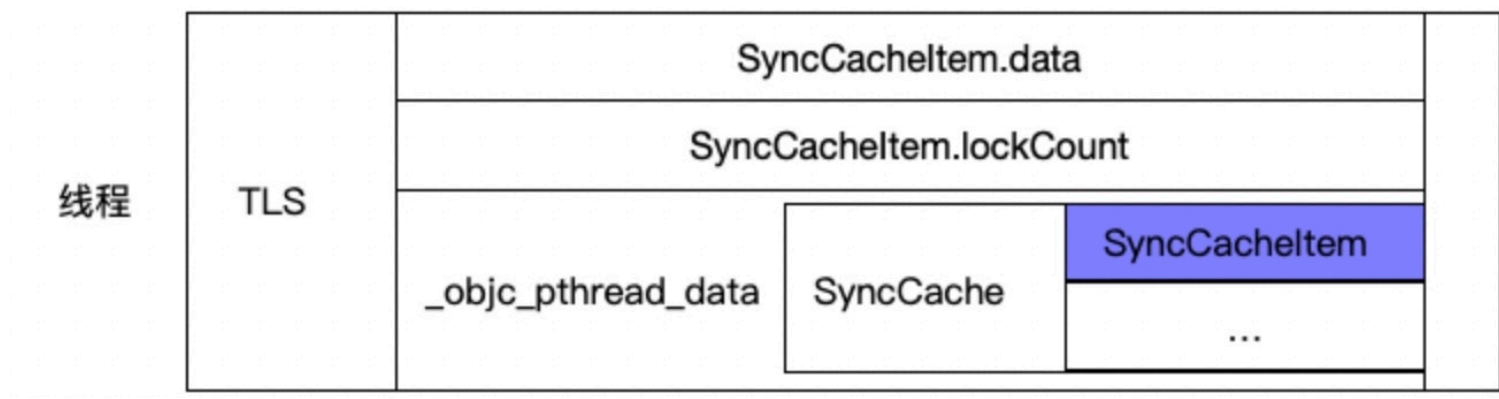 SyncCacheItem.data
SyncCacheItem.lockCount
线程
TLS
_objc_pthread_data
SyncCache
SyncCacheItem
...